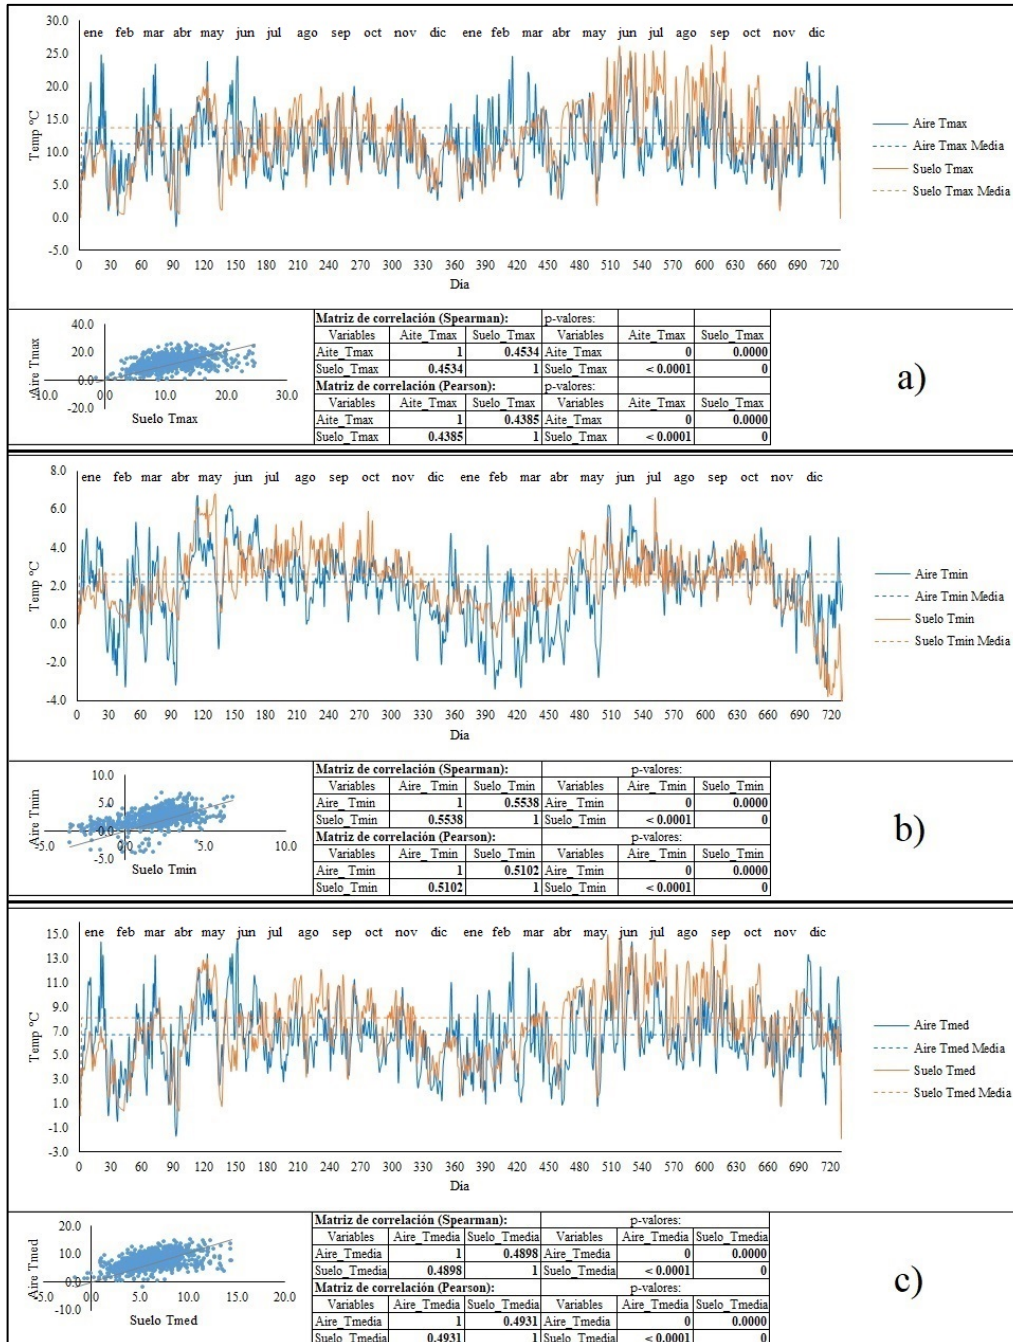 30.0
ene feb mar abr may jun jul ago sep oct nov dic ene feb mar abr may jun jul ago sep oct nov dic
25.0
20.0
15.0
10.0
5.0
0.0
-5.0
Temp ºC
0 30 60 90 120 150 180 210 240 270 300 330 360 390 420 450 480 510 540 570 600 630 660 690 720
Dia
Aire Tmax
Aire Tmax Media
Suelo Tmax
Suelo Tmax Media
40.0
20.0
0.0
-20.0
Aire Tmax
10.0 0.0 10.0 20.0 30.0
Suelo Tmax
Matriz de correlación (Spearman): p-valores:
Variables Aite_Tmax Suelo_Tmax Variables Aite_Tmax Suelo_Tmax
Aite_Tmax 1 0.4534 Aite_Tmax 0 0.0000
Suelo_Tmax 0.4534 1 Suelo_Tmax < 0.0001 0
Matriz de correlación (Pearson): p-valores:
Variables Aite_Tmax Suelo_Tmax Variables Aite_Tmax Suelo_Tmax
Aite_Tmax 1 0.4385 Aite_Tmax 0 0.0000
Suelo_Tmax 0.4385 1 Suelo_Tmax < 0.0001 0
a)
8.0
ene feb mar abr may jun jul ago sep oct nov dic ene feb mar abr may jun jul ago sep oct nov dic
6.0
4.0
2.0
0.0
-2.0
-4.0
Temp ºC
0 30 60 90 120 150 180 210 240 270 300 330 360 390 420 450 480 510 540 570 600 630 660 690 720
Dia
Aire Tmin
Aire Tmin Media
Suelo Tmin
Suelo Tmin Media
10.0
5.0
0.0
-5.0
Aire Tmin
-5.0 0.0 5.0 10.0
Suelo Tmin
Matriz de correlación (Spearman): p-valores:
Variables Aire_ Tmin Suelo_Tmin Variables Aire_ Tmin Suelo_Tmin
Aire_ Tmin 1 0.5538 Aire_ Tmin 0 0.0000
Suelo_Tmin 0.5538 1 Suelo_Tmin < 0.0001 0
Matriz de correlación (Pearson): p-valores:
Variables Aire_ Tmin Suelo_Tmin Variables Aire_ Tmin Suelo_Tmin
Aire_ Tmin 1 0.5102 Aire_ Tmin 0 0.0000
Suelo_Tmin 0.5102 1 Suelo_Tmin < 0.0001 0
b)
15.0
ene feb mar abr may jun jul ago sep oct nov dic ene feb mar abr may jun jul ago sep oct nov dic
13.0
11.0
9.0
7.0
5.0
3.0
1.0
-1.0
-3.0
Temp ºC
0 30 60 90 120 150 180 210 240 270 300 330 360 390 420 450 480 510 540 570 600 630 660 690 720
Dia
Aire Tmed
Aire Tmed Media
Suelo Tmed
Suelo Tmed Media
20.0
10.0
0.0
-10.0
Aire Tmed
-5.0 0.0 5.0 10.0 15.0 20.0
Suelo Tmed
Matriz de correlación (Spearman): p-valores:
Variables Aire_Tmedia Suelo_Tmedia Variables Aire_Tmedia Suelo_Tmedia
Aire_Tmedia 1 0.4898 Aire_Tmedia 0 0.0000
Suelo_Tmedia 0.4898 1 Suelo_Tmedia < 0.0001 0
Matriz de correlación (Pearson): p-valores:
Variables Aire_Tmedia Suelo_Tmedia Variables Aire_Tmedia Suelo_Tmedia
Aire_Tmedia 1 0.4931 Aire_Tmedia 0 0.0000
Suelo_Tmedia 0.4931 1 Suelo_Tmedia < 0.0001 0
c)